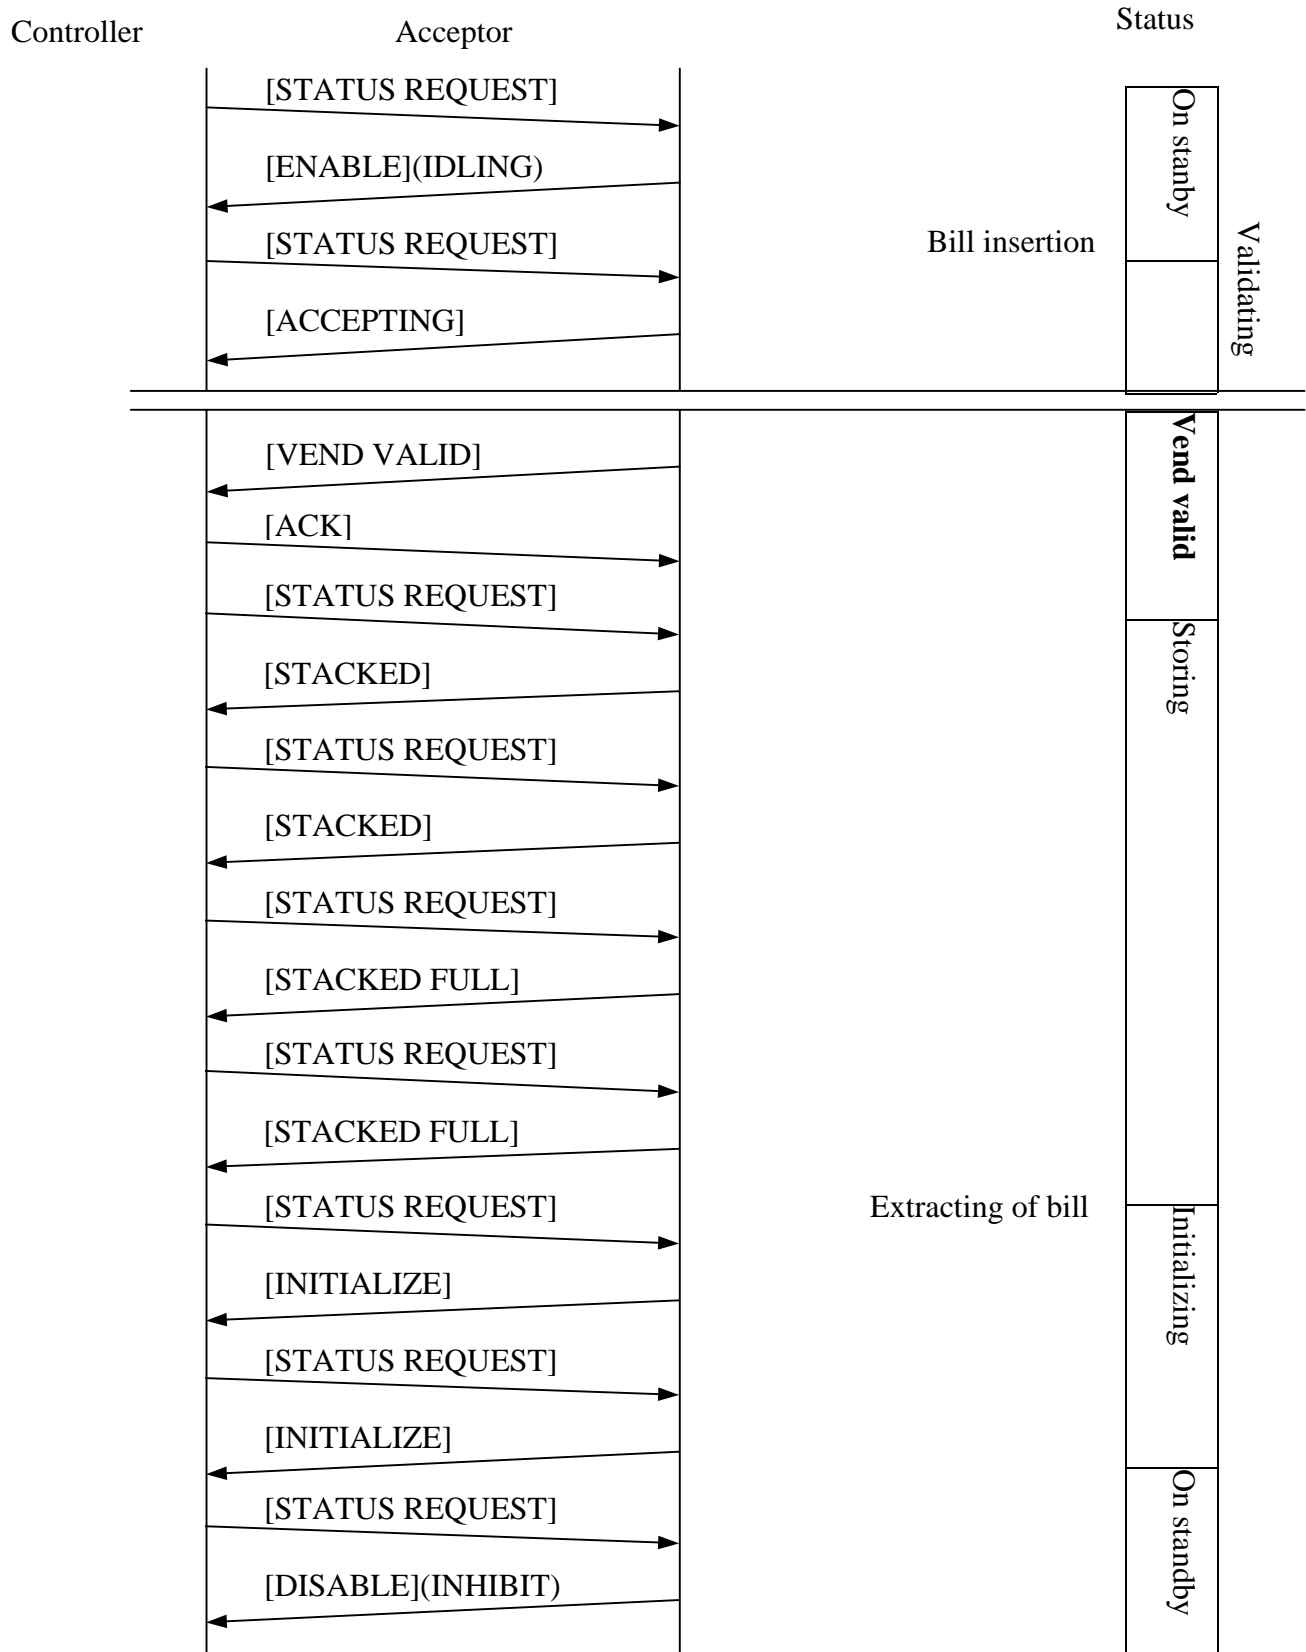 Controller
Acceptor
Status
[STATUS REQUEST]
On stanby
[ENABLE](IDLING)
[STATUS REQUEST]
Bill insertion
Validating
[ACCEPTING]
[VEND VALID]
Vend valid
[ACK]
[STATUS REQUEST]
Storing
[STACKED]
[STATUS REQUEST]
[STACKED]
[STATUS REQUEST]
[STACKED FULL]
[STATUS REQUEST]
[STACKED FULL]
[STATUS REQUEST]
Extracting of bill
Initializing
[INITIALIZE]
[STATUS REQUEST]
[INITIALIZE]
On standby
[STATUS REQUEST]
[DISABLE](INHIBIT)